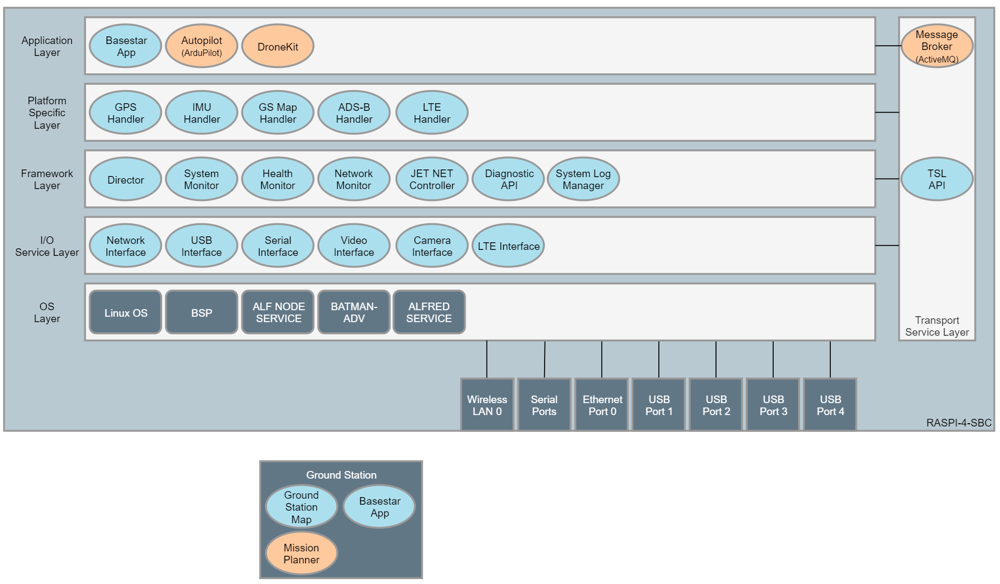 Application
Layer
Basestar
App
Autopilot
(ArduPilot)
DroneKit
Message
Broker
(ActiveMQ)
Platform
Specific
Layer
GPS
Handler
IMU
Handler
GS Map
Handler
ADS-B
Handler
LTE
Handler
Framework
Layer
Director
System
Monitor
Health
Monitor
Network
Monitor
JET NET
Controller
Diagnostic
API
System Log
Manager
TSL
API
I/O
Service Layer
Network
Interface
USB
Interface
Serial
Interface
Video
Interface
Camera
Interface
LTE Interface
OS
Layer
Linux OS
BSP
ALF NODE
SERVICE
BATMAN-
ADV
ALFRED
SERVICE
Transport
Service Layer
Wireless
LAN 0
Serial
Ports
Ethernet
Port 0
USB
Port 1
USB
Port 2
USB
Port 3
USB
Port 4
RASPI-4-SBC
Ground Station
Ground
Station
Map
Basestar
App
Mission
Planner